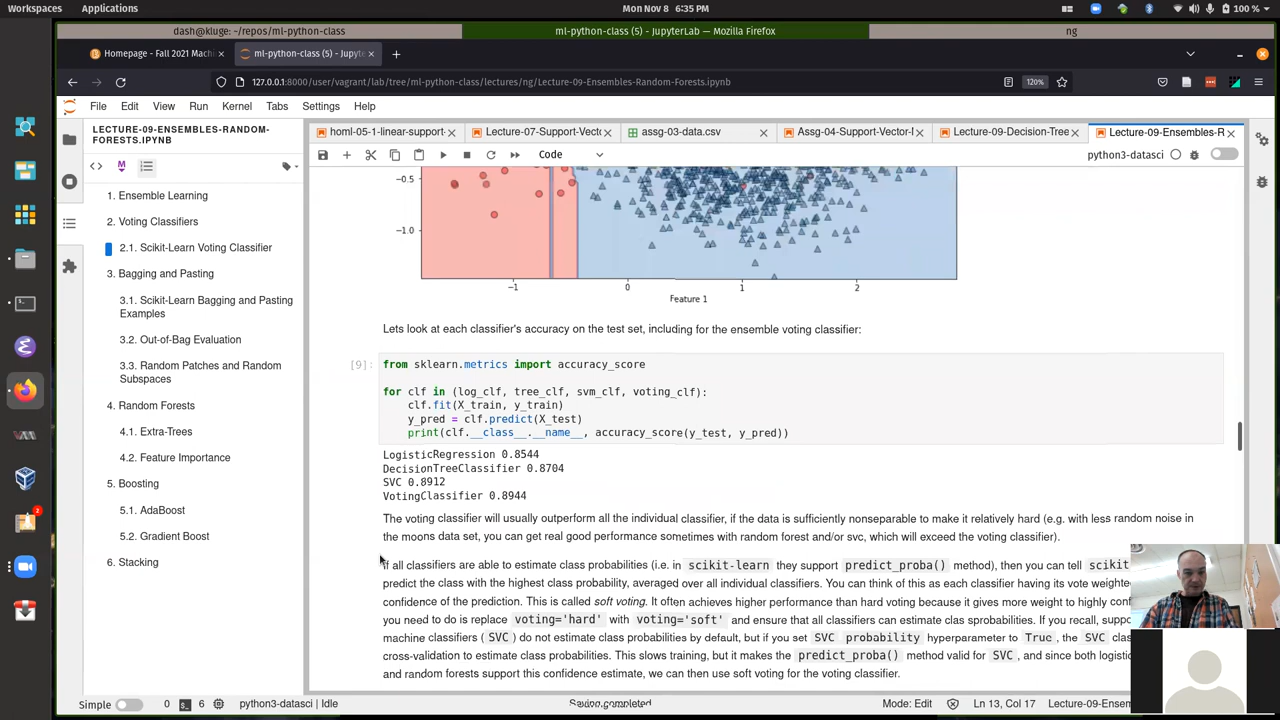 Workspaces Applications Mon Nov 8 6:35 PM 100 %
dash@kluge: ~/repos/ml-python-class ml-python-class (5) - JupyterLab — Mozilla Firefox ng
Homepage - Fall 2021 Machi ml-python-class (5) - Jupyt
127.0.0.1:8000/user/vagrant/lab/tree/ml-python-class/lectures/ng/Lecture-09-Ensembles-Random-Forests.ipynb 120%
File Edit View Run Kernel Tabs Settings Help
LECTURE-09-ENSEMBLES-RANDOM-
FORESTS.IPYNB
homl-05-1-linear-support- Lecture-07-Support-Vect assg-03-data.csv Assg-04-Support-Vector-M Lecture-09-Decision-Tree Lecture-09-Ensembles-R
Code python3-datasci
1. Ensemble Learning
2. Voting Classifiers
2.1. Scikit-Learn Voting Classifier
3. Bagging and Pasting
3.1. Scikit-Learn Bagging and Pasting
Examples
3.2. Out-of-Bag Evaluation
3.3. Random Patches and Random
Subspaces
4. Random Forests
4.1. Extra-Trees
4.2. Feature Importance
5. Boosting
5.1. AdaBoost
5.2. Gradient Boost
6. Stacking
−0.5
−1.0
−1 0 1 2
Feature 1
Lets look at each classifier's accuracy on the test set, including for the ensemble voting classifier:
[9]: from sklearn.metrics import accuracy_score
for clf in (log_clf, tree_clf, svm_clf, voting_clf):
clf.fit(X_train, y_train)
y_pred = clf.predict(X_test)
print(clf.__class__.__name__, accuracy_score(y_test, y_pred))
LogisticRegression 0.8544
DecisionTreeClassifier 0.8704
SVC 0.8912
VotingClassifier 0.8944
The voting classifier will usually outperform all the individual classifier, if the data is sufficiently nonseparable to make it relatively hard (e.g. with less random noise in
the moons data set, you can get real good performance sometimes with random forest and/or svc, which will exceed the voting classifier).
If all classifiers are able to estimate class probabilities (i.e. in scikit-learn they support predict_proba() method), then you can tell scikit
predict the class with the highest class probability, averaged over all individual classifiers. You can think of this as each classifier having its vote weighte
confidence of the prediction. This is called soft voting. It often achieves higher performance than hard voting because it gives more weight to highly conf
you need to do is replace voting='hard' with voting='soft' and ensure that all classifiers can estimate class sprobabilities. If you recall, suppo
machine classifiers ( SVC ) do not estimate class probabilities by default, but if you set SVC probability hyperparameter to True , the SVC clas
cross-validation to estimate class probabilities. This slows training, but it makes the predict_proba() method valid for SVC , and since both logistic
and random forests support this confidence estimate, we can then use soft voting for the voting classifier.
Simple 0 6 python3-datasci | Idle Saving completed Mode: Edit Ln 13, Col 17 Lecture-09-Ensem